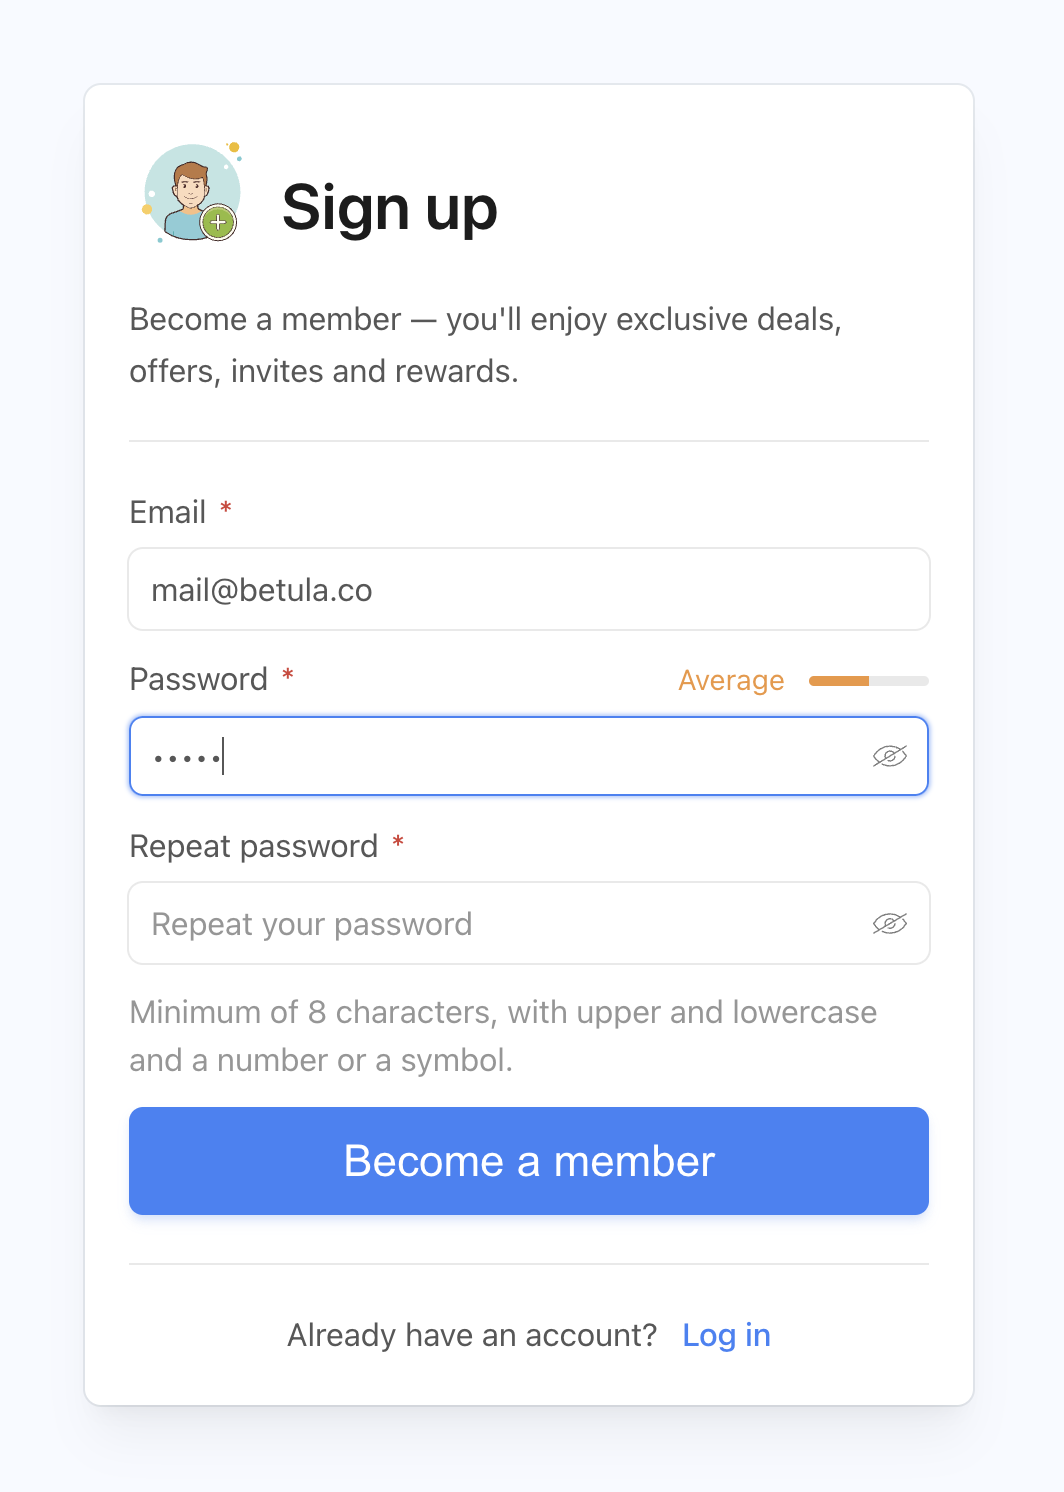 Sign up
Become a member — you'll enjoy exclusive deals,
offers, invites and rewards.
Email *
mail@betula.co
Password * Average
•••••
Repeat password *
Repeat your password
Minimum of 8 characters, with upper and lowercase
and a number or a symbol.
Become a member
Already have an account? Log in